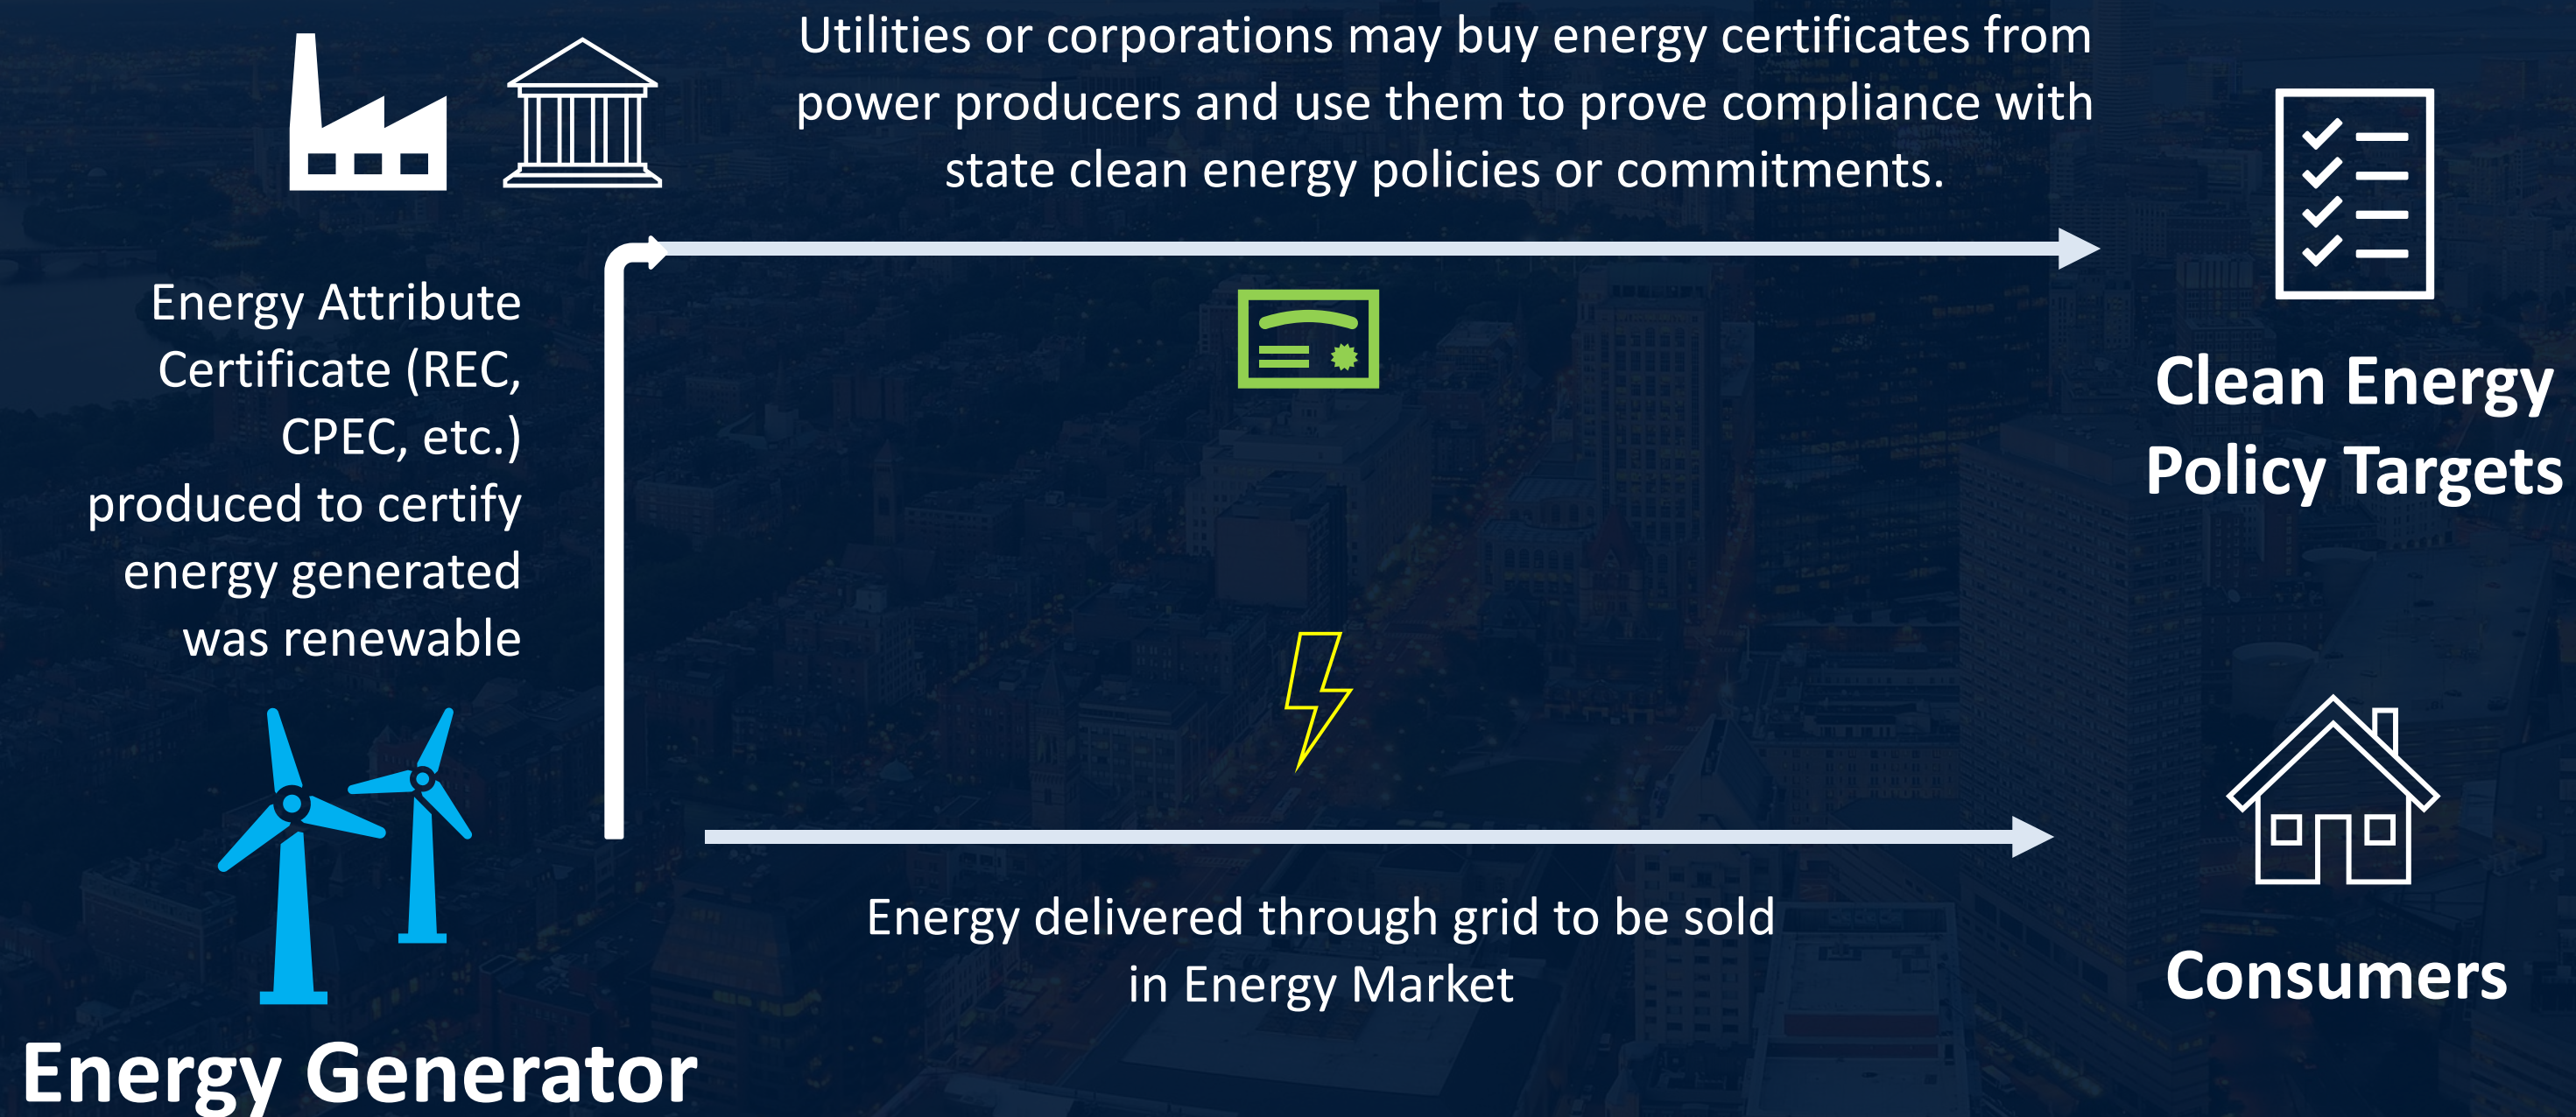 Utilities or corporations may buy energy certificates from
power producers and use them to prove compliance with
state clean energy policies or commitments.
Energy Attribute
Certificate (REC,
CPEC, etc.)
produced to certify
energy generated
was renewable
Clean Energy
Policy Targets
Energy delivered through grid to be sold
in Energy Market
Consumers
Energy Generator